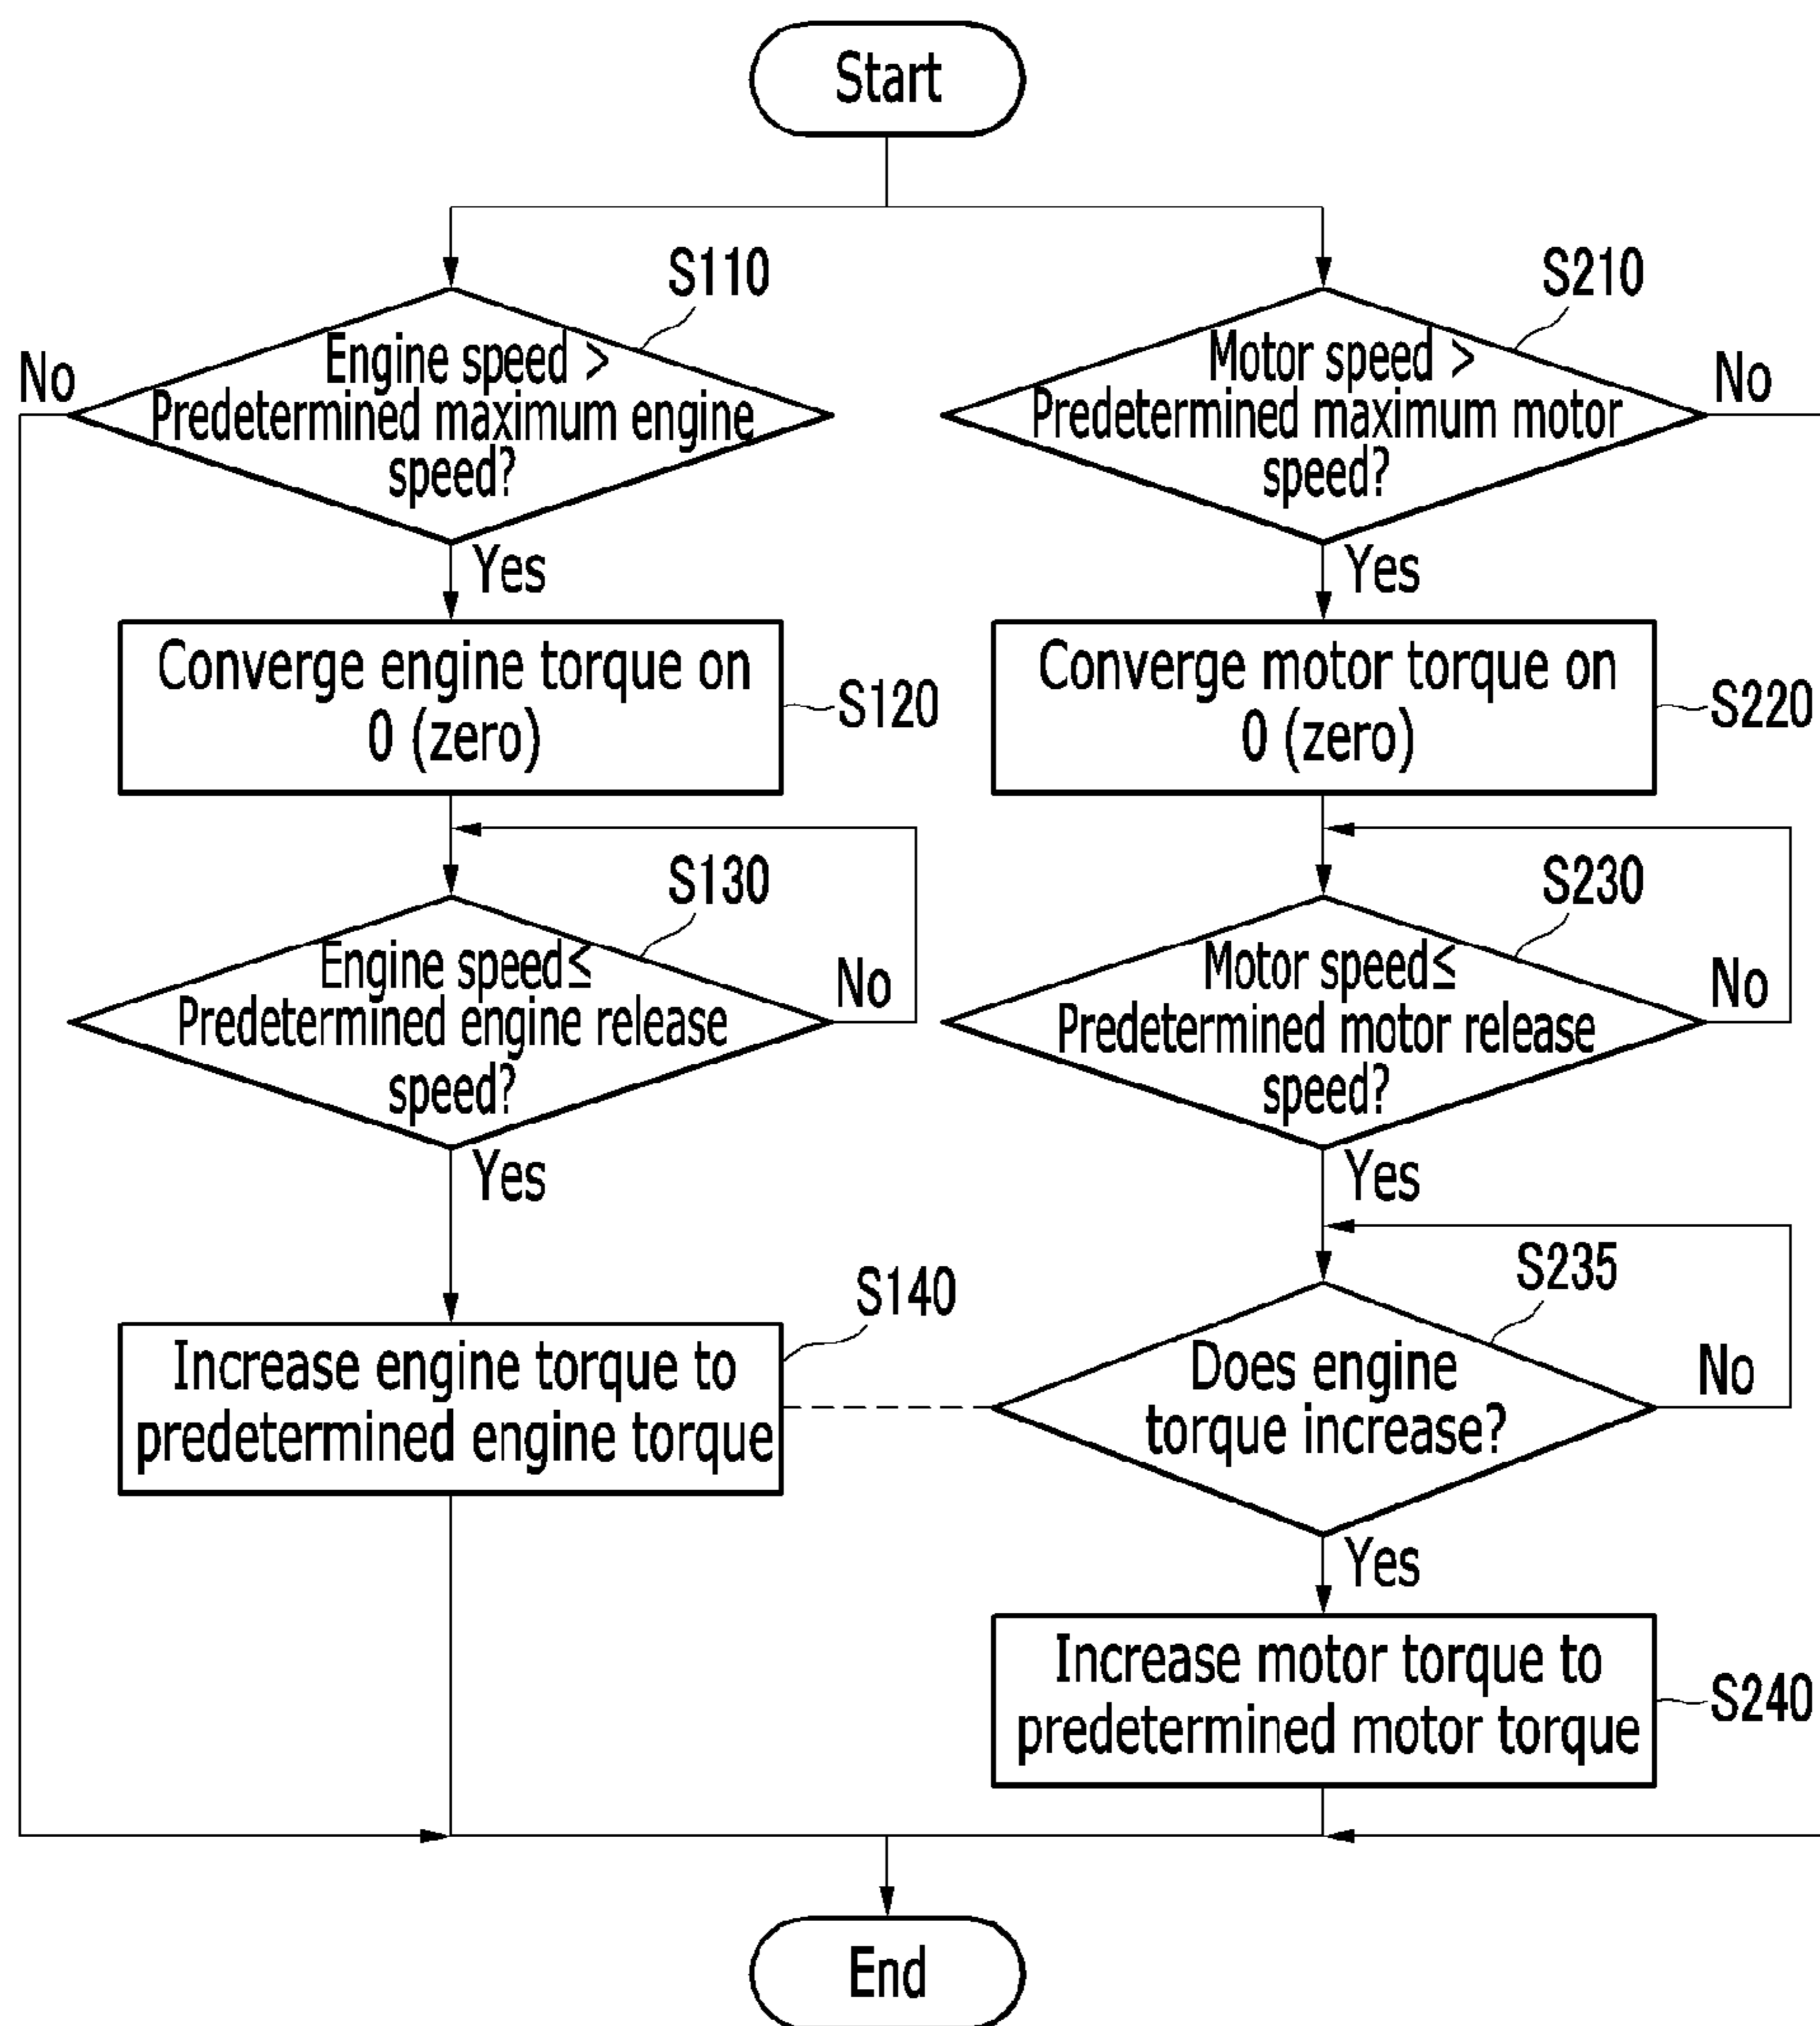 Start
S110
Engine speed >
Predetermined maximum engine
speed?
No
Yes
S210
Motor speed >
Predetermined maximum motor
speed?
No
Yes
Converge engine torque on
0 (zero)
S120
Converge motor torque on
0 (zero)
S220
S130
Engine speed≤
Predetermined engine release
speed?
No
Yes
S230
Motor speed≤
Predetermined motor release
speed?
No
Yes
S140
Increase engine torque to
predetermined engine torque
S235
Does engine
torque increase?
No
Yes
Increase motor torque to
predetermined motor torque
S240
End